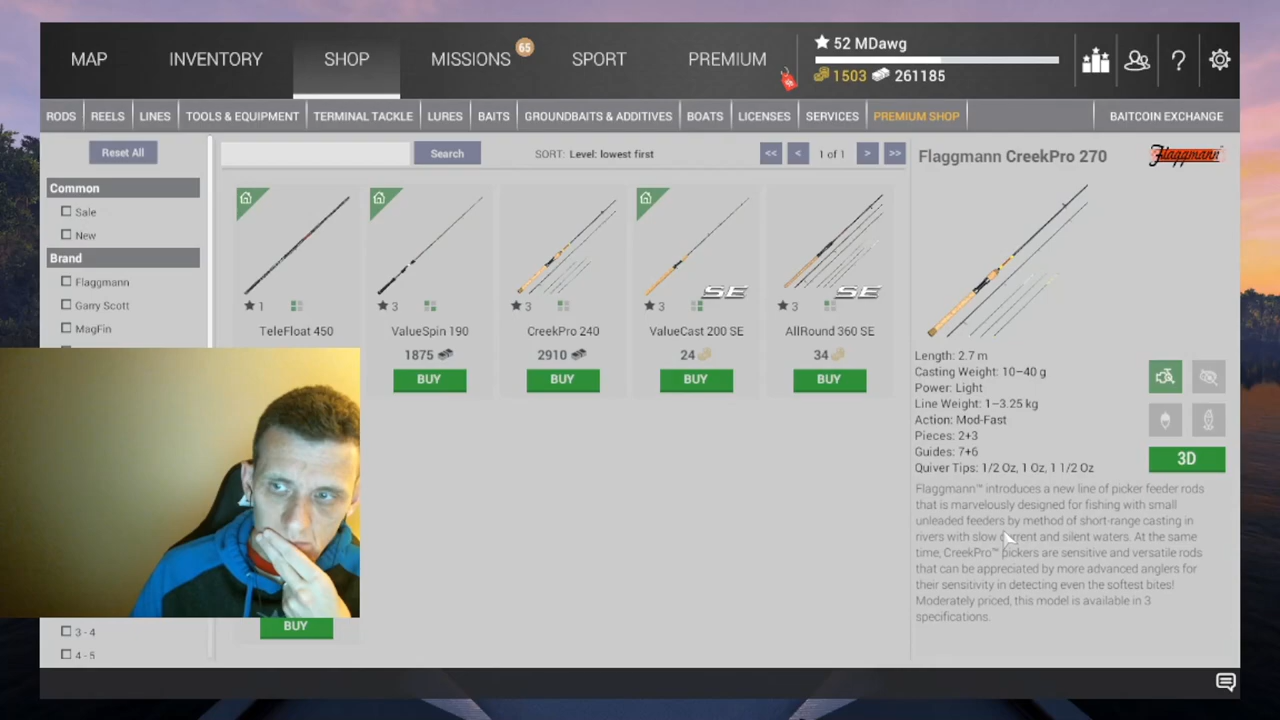 MAP
INVENTORY
SHOP
MISSIONS
65
SPORT
PREMIUM
52 MDawg
1503 261185
RODS
REELS
LINES
TOOLS & EQUIPMENT
TERMINAL TACKLE
LURES
BAITS
GROUNDBAITS & ADDITIVES
BOATS
LICENSES
SERVICES
PREMIUM SHOP
BAITCOIN EXCHANGE
Reset All
Search
SORT: Level: lowest first
<<
<
1 of 1
>
>>
Common
Sale
New
Brand
Flaggmann
Garry Scott
MagFin
3 - 4
4 - 5
1
TeleFloat 450
3
ValueSpin 190
1875
BUY
3
CreekPro 240
2910
BUY
SE
3
ValueCast 200 SE
24
BUY
SE
3
AllRound 360 SE
34
BUY
BUY
Flaggmann CreekPro 270
Flaggmann
Length: 2.7 m
Casting Weight: 10–40 g
Power: Light
Line Weight: 1–3.25 kg
Action: Mod-Fast
Pieces: 2+3
Guides: 7+6
Quiver Tips: 1/2 Oz, 1 Oz, 1 1/2 Oz
3D
Flaggmann™ introduces a new line of picker feeder rods
that is marvelously designed for fishing with small
unleaded feeders by method of short-range casting in
rivers with slow current and silent waters. At the same
time, CreekPro™ pickers are sensitive and versatile rods
that can be appreciated by more advanced anglers for
their sensitivity in detecting even the softest bites!
Moderately priced, this model is available in 3
specifications.